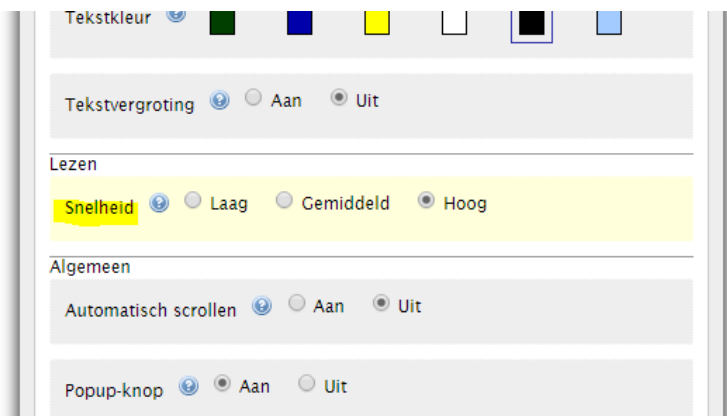 Tekstkleur ?
Tekstvergroting ? Aan Uit
Lezen
Snelheid ? Laag Gemiddeld Hoog
Algemeen
Automatisch scrollen ? Aan Uit
Popup-knop ? Aan Uit